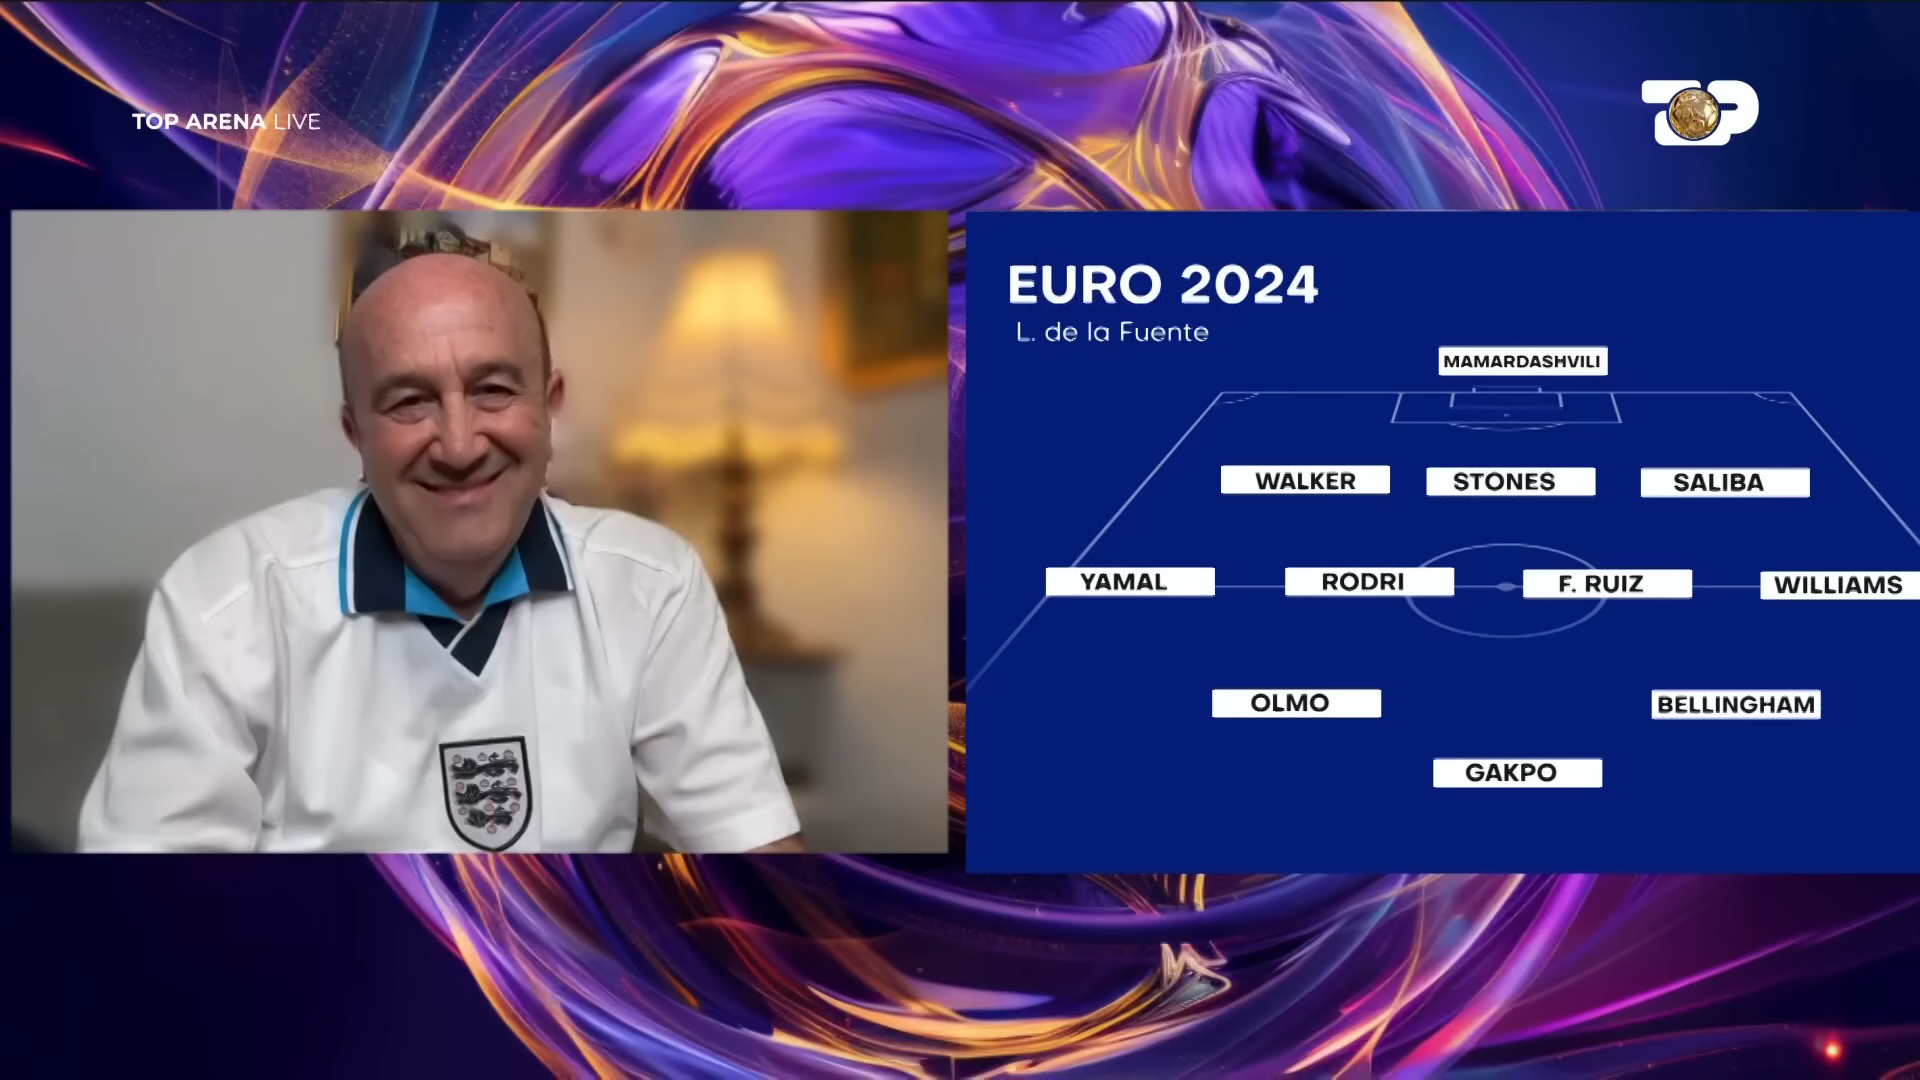 TOP ARENA LIVE
TOP
EURO 2024
L. de la Fuente
MAMARDASHVILI
WALKER STONES SALIBA
YAMAL RODRI F. RUIZ WILLIAMS
OLMO BELLINGHAM
GAKPO